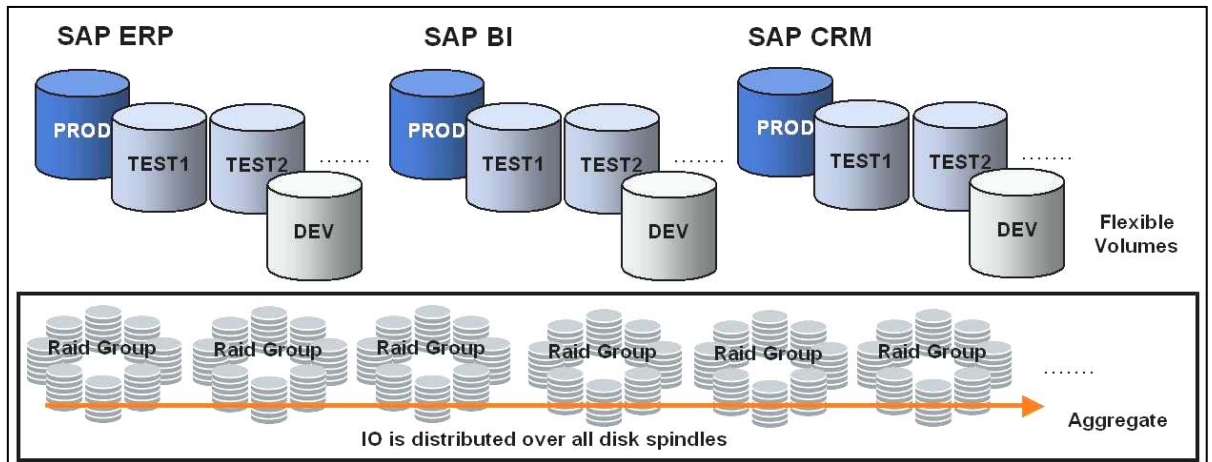 SAP ERP
SAP BI
SAP CRM
PROD
TEST1
TEST2
.......
DEV
PROD
TEST1
TEST2
.......
DEV
PROD
TEST1
TEST2
.......
DEV
Flexible
Volumes
Raid Group
Raid Group
Raid Group
Raid Group
Raid Group
Raid Group
.......
Aggregate
IO is distributed over all disk spindles